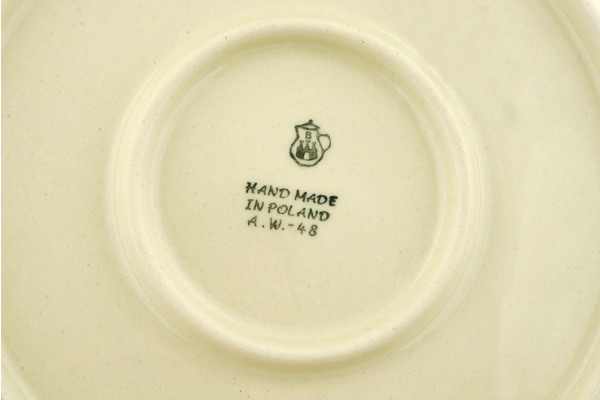 B
HAND MADE
IN POLAND
A.W.-48